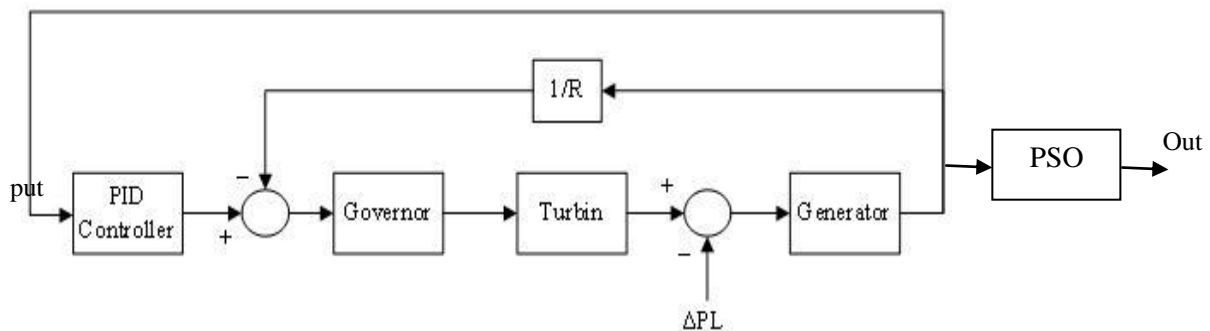 1/R
Out
PSO
put
PID
Controller
−
+
Governor
Turbin
+
−
Generator
ΔPL